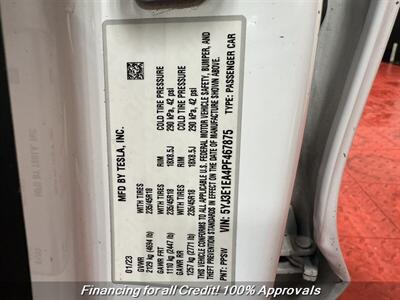 MFD BY TESLA, INC.
01/23
GVWR
2129 kg (4694 lb)
GAWR FRT
1110 kg (2447 lb)
GAWR RR
1257 kg (2771 lb)
WITH TIRES
235/45R18
WITH TIRES
235/45R18
WITH TIRES
235/45R18
RIM
18X8.5J
RIM
18X8.5J
COLD TIRE PRESSURE
290 kPa, 42 psi
COLD TIRE PRESSURE
290 kPa, 42 psi
THIS VEHICLE CONFORMS TO ALL APPLICABLE U.S. FEDERAL MOTOR VEHICLE SAFETY, BUMPER, AND
THEFT PREVENTION STANDARDS IN EFFECT ON THE DATE OF MANUFACTURE SHOWN ABOVE.
PNT: PPSW
VIN: 5YJ3E1EA4PF467875
TYPE: PASSENGER CAR
Financing for all Credit! 100% Approvals